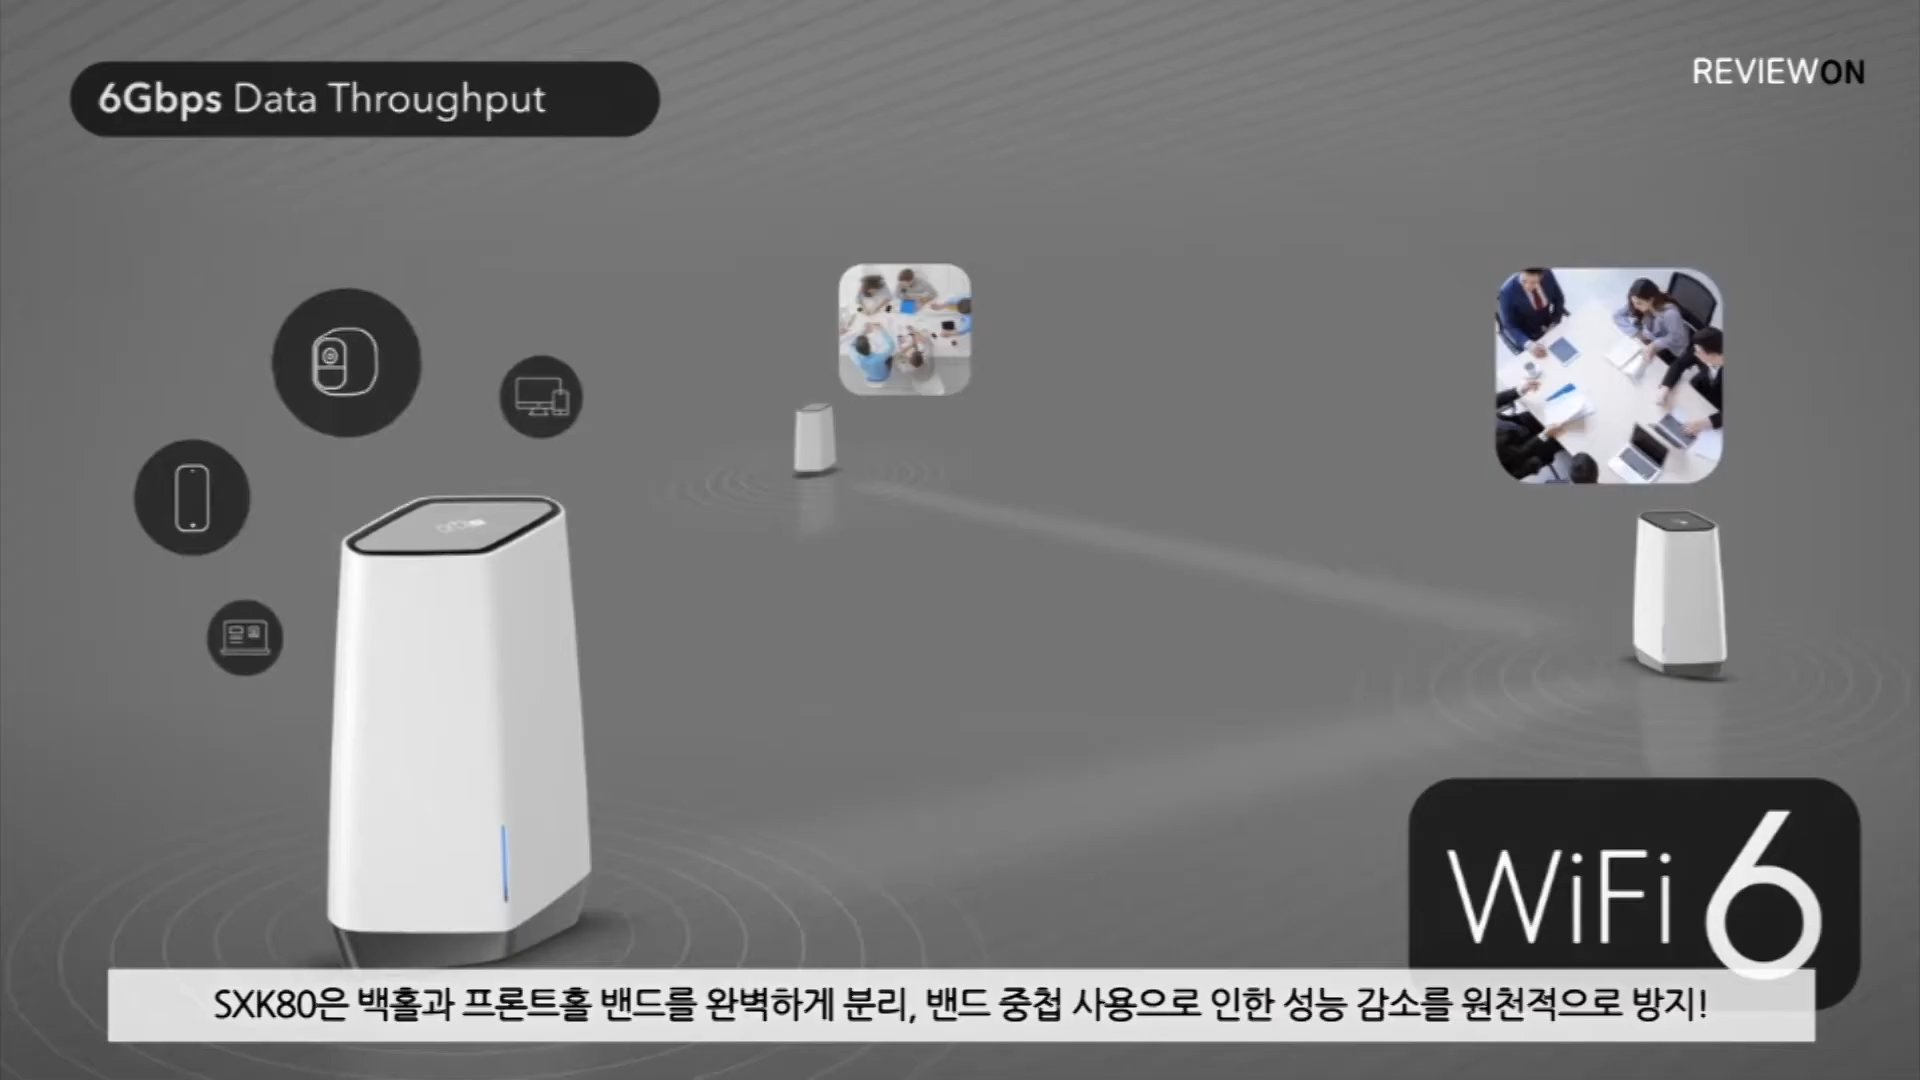 6Gbps Data Throughput
REVIEWON
WiFi 6
SXK80은 백홀과 프론트홀 밴드를 완벽하게 분리, 밴드 중첩 사용으로 인한 성능 감소를 원천적으로 방지!